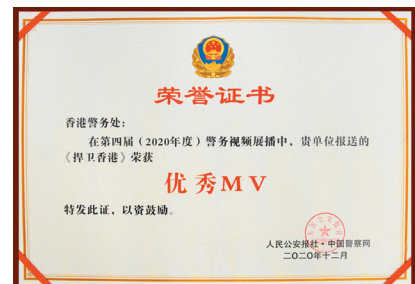 荣誉证书
香港警务处：
在第四届（2020年度）警务视频展播中，贵单位报送的
《捍卫香港》荣获
优秀MV
特发此证，以资鼓励。
人民公安报社·中国警察网
二〇二〇年十二月